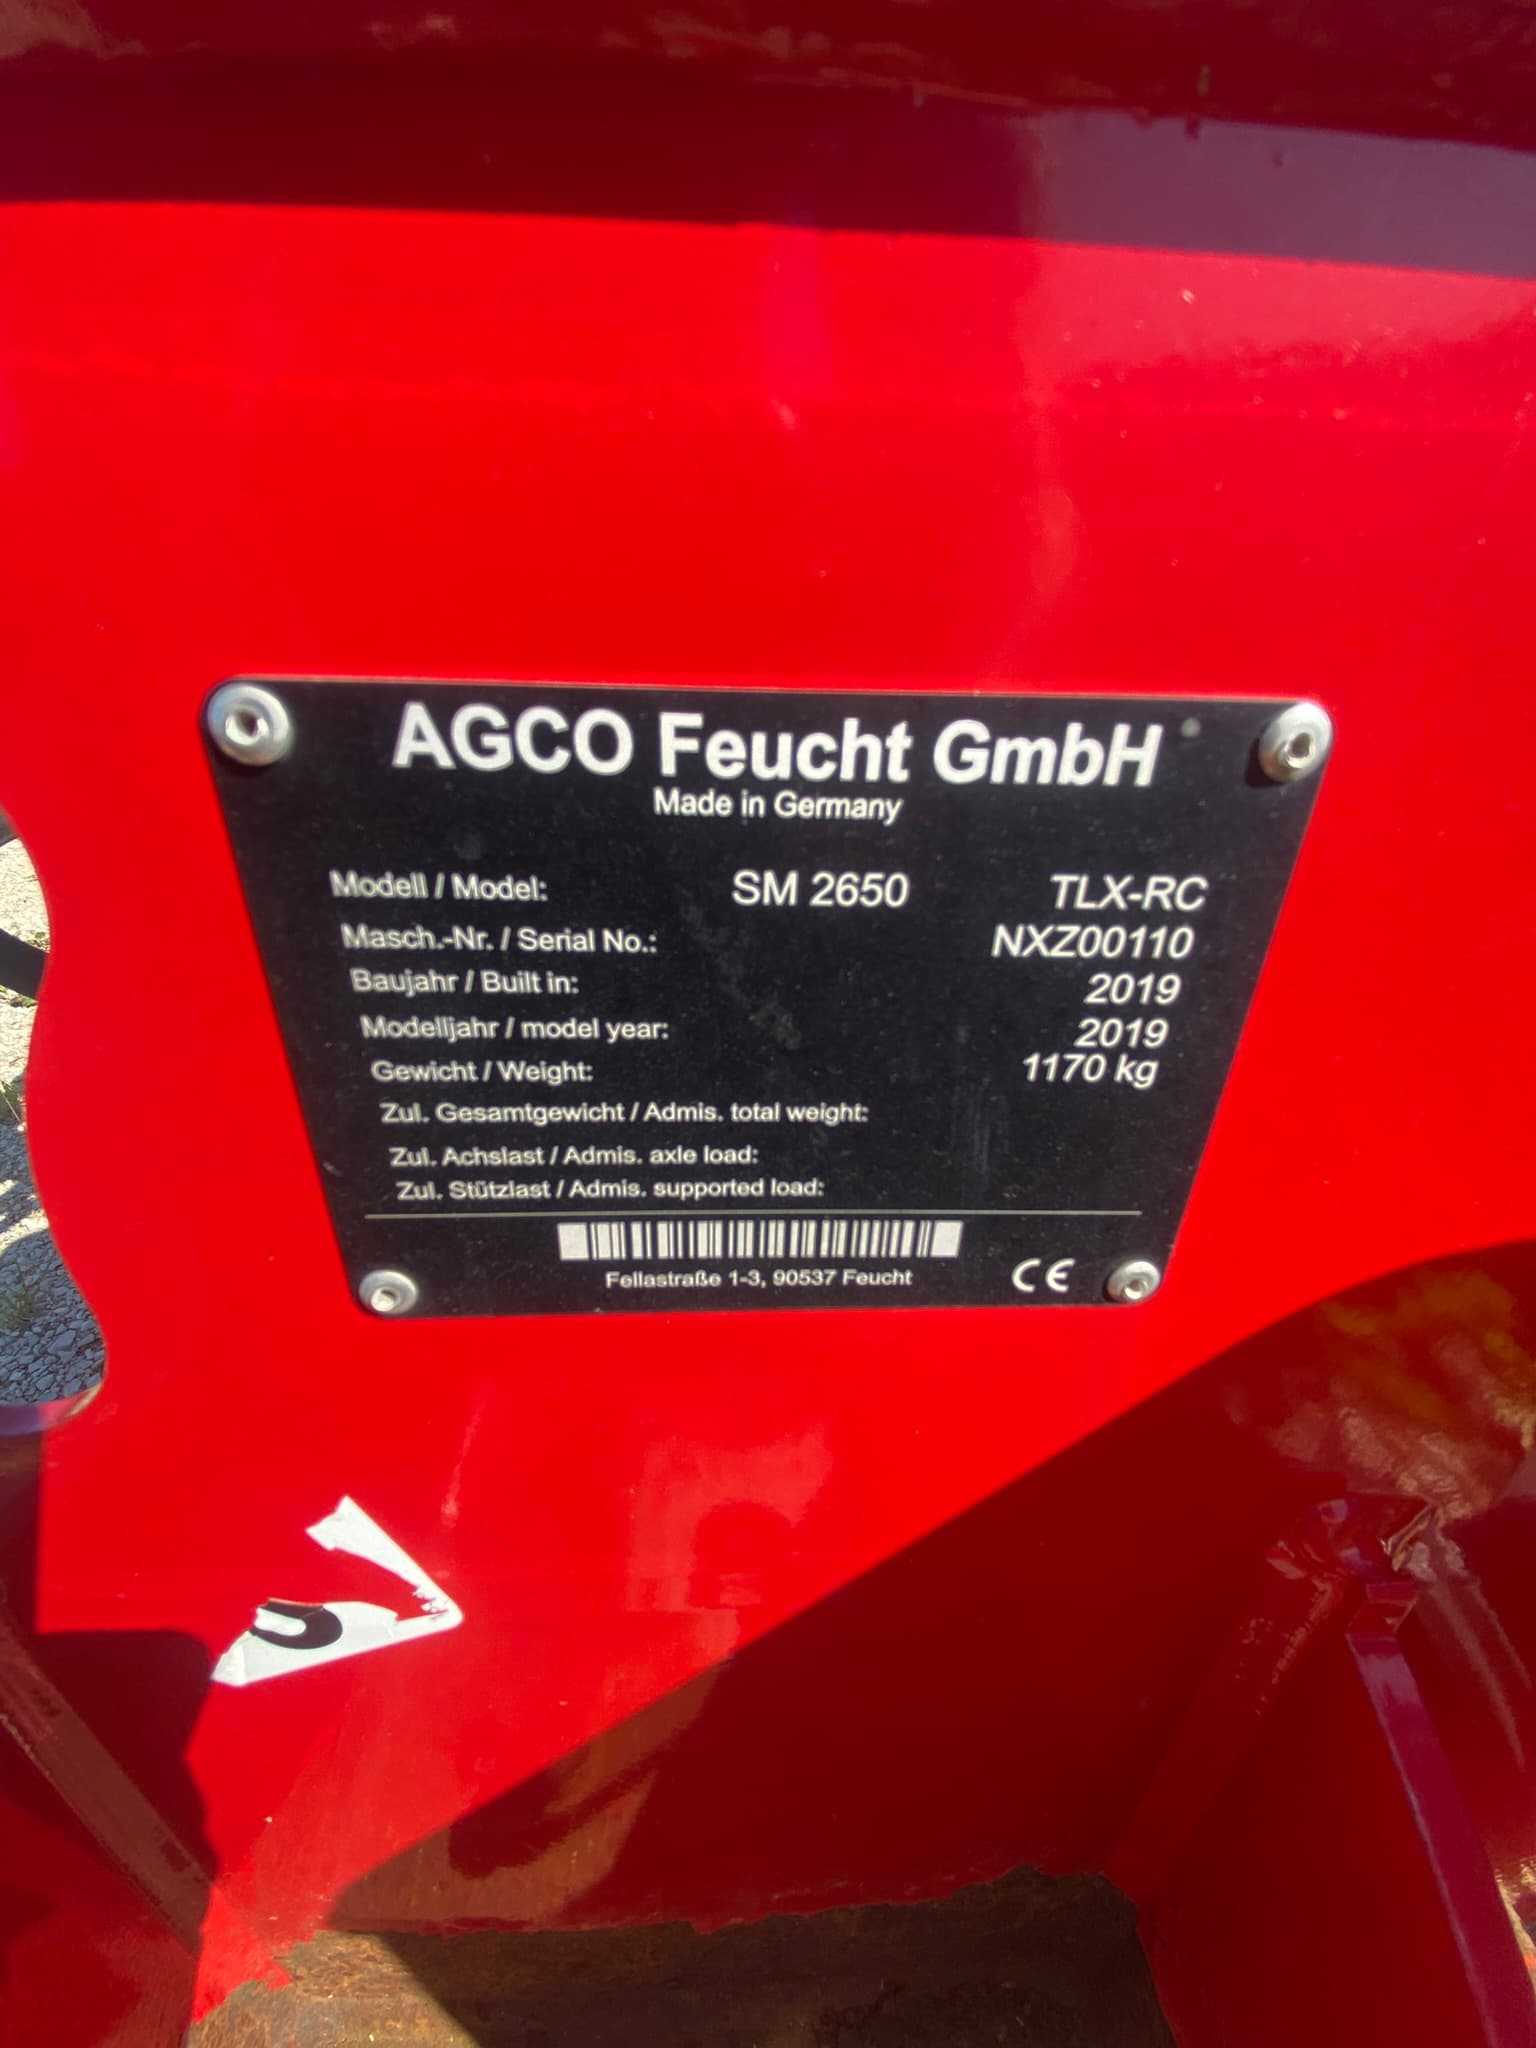 AGCO Feucht GmbH
Made in Germany
Modell / Model: SM 2650 TLX-RC
Masch.-Nr. / Serial No.: NXZ00110
Baujahr / Built in: 2019
Modelljahr / model year: 2019
Gewicht / Weight: 1170 kg
Zul. Gesamtgewicht / Admis. total weight:
Zul. Achslast / Admis. axle load:
Zul. Stützlast / Admis. supported load:
Fellastraße 1-3, 90537 Feucht
CE